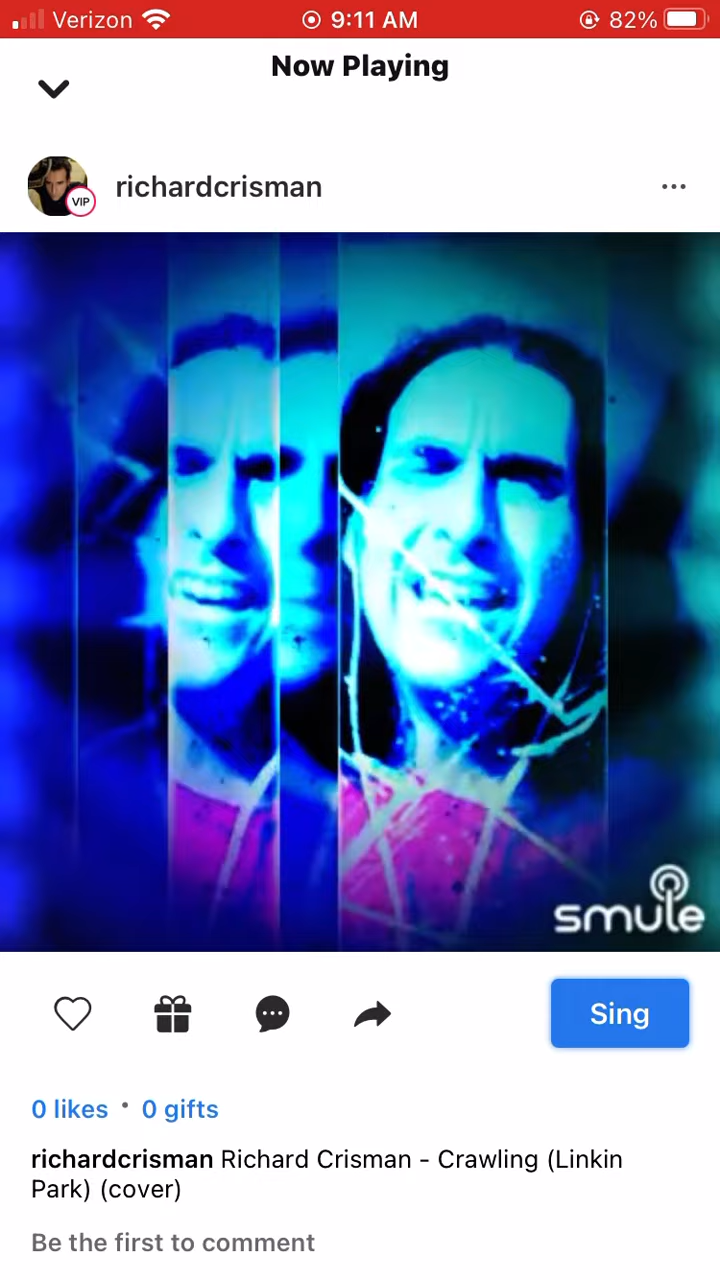 Verizon 9:11 AM 82%
Now Playing
VIP
richardcrisman
smule
Sing
0 likes • 0 gifts
richardcrisman Richard Crisman - Crawling (Linkin
Park) (cover)
Be the first to comment